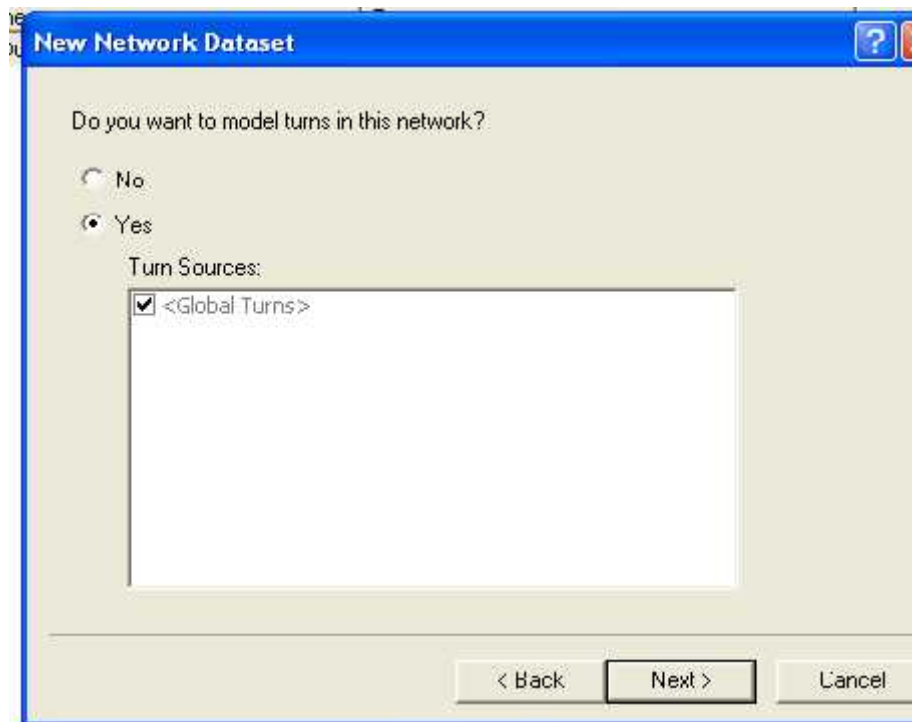 New Network Dataset
Do you want to model turns in this network?
No
Yes
Turn Sources:
<Global Turns>
< Back
Next >
Cancel